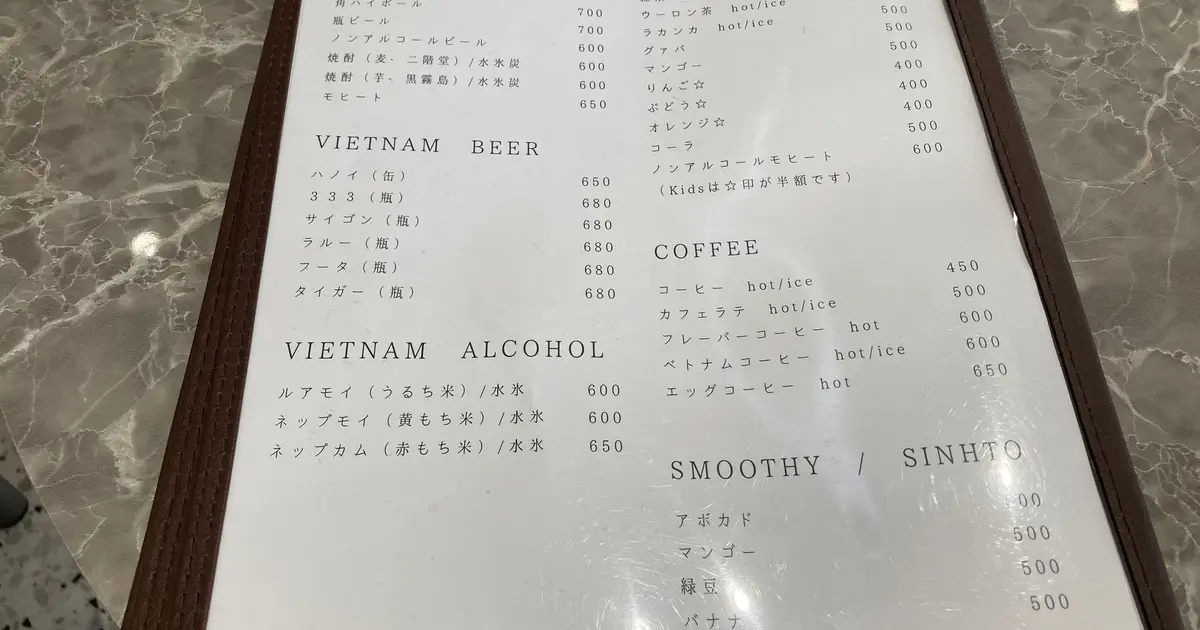 角ハイボール 700
瓶ビール 700
ノンアルコールビール 600
焼酎（麦- 二階堂）/水氷炭 600
焼酎（芋- 黒霧島）/水氷炭 600
モヒート 650
VIETNAM BEER
ハノイ（缶） 650
３３３（瓶） 680
サイゴン（瓶） 680
ラルー（瓶） 680
フータ（瓶） 680
タイガー（瓶） 680
VIETNAM ALCOHOL
ルアモイ（うるち米）/水氷 600
ネップモイ（黄もち米）/水氷 600
ネップカム（赤もち米）/水氷 650
ウーロン茶 hot/ice
ラカンカ hot/ice 500
グァバ 500
マンゴー 500
りんご☆ 400
ぶどう☆ 400
オレンジ☆ 400
コーラ 500
ノンアルコールモヒート 600
（Kidsは☆印が半額です）
COFFEE
コーヒー hot/ice 450
カフェラテ hot/ice 500
フレーバーコーヒー hot 600
ベトナムコーヒー hot/ice 600
エッグコーヒー hot 650
SMOOTHY / SINHTO
アボカド
マンゴー 500
緑豆 500
バナナ 500